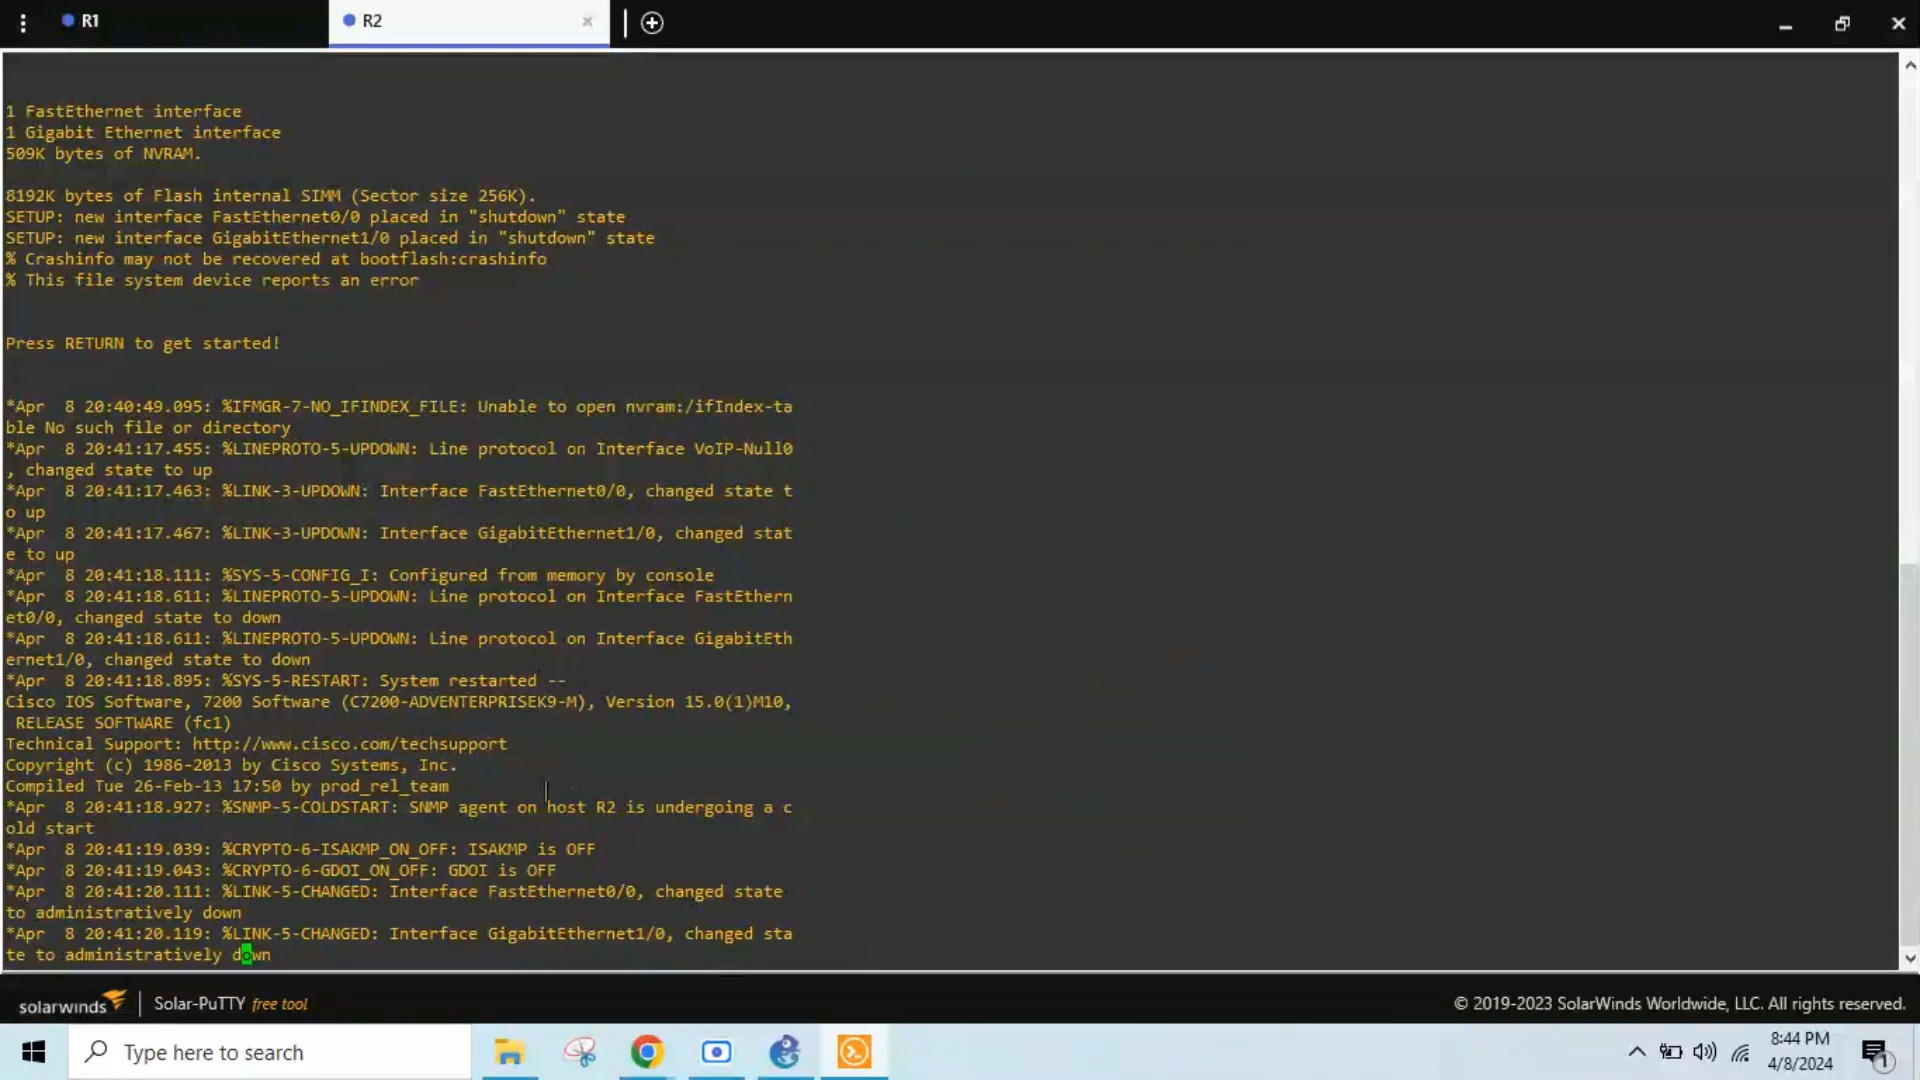 R1
R2
1 FastEthernet interface
1 Gigabit Ethernet interface
509K bytes of NVRAM.
8192K bytes of Flash internal SIMM (Sector size 256K).
SETUP: new interface FastEthernet0/0 placed in "shutdown" state
SETUP: new interface GigabitEthernet1/0 placed in "shutdown" state
% Crashinfo may not be recovered at bootflash:crashinfo
% This file system device reports an error
Press RETURN to get started!
*Apr  8 20:40:49.095: %IFMGR-7-NO_IFINDEX_FILE: Unable to open nvram:/ifIndex-ta
ble No such file or directory
*Apr  8 20:41:17.455: %LINEPROTO-5-UPDOWN: Line protocol on Interface VoIP-Null0
, changed state to up
*Apr  8 20:41:17.463: %LINK-3-UPDOWN: Interface FastEthernet0/0, changed state t
o up
*Apr  8 20:41:17.467: %LINK-3-UPDOWN: Interface GigabitEthernet1/0, changed stat
e to up
*Apr  8 20:41:18.111: %SYS-5-CONFIG_I: Configured from memory by console
*Apr  8 20:41:18.611: %LINEPROTO-5-UPDOWN: Line protocol on Interface FastEthern
et0/0, changed state to down
*Apr  8 20:41:18.611: %LINEPROTO-5-UPDOWN: Line protocol on Interface GigabitEth
ernet1/0, changed state to down
*Apr  8 20:41:18.895: %SYS-5-RESTART: System restarted --
Cisco IOS Software, 7200 Software (C7200-ADVENTERPRISEK9-M), Version 15.0(1)M10,
 RELEASE SOFTWARE (fc1)
Technical Support: http://www.cisco.com/techsupport
Copyright (c) 1986-2013 by Cisco Systems, Inc.
Compiled Tue 26-Feb-13 17:50 by prod_rel_team
*Apr  8 20:41:18.927: %SNMP-5-COLDSTART: SNMP agent on host R2 is undergoing a c
old start
*Apr  8 20:41:19.039: %CRYPTO-6-ISAKMP_ON_OFF: ISAKMP is OFF
*Apr  8 20:41:19.043: %CRYPTO-6-GDOI_ON_OFF: GDOI is OFF
*Apr  8 20:41:20.111: %LINK-5-CHANGED: Interface FastEthernet0/0, changed state
to administratively down
*Apr  8 20:41:20.119: %LINK-5-CHANGED: Interface GigabitEthernet1/0, changed sta
te to administratively down
solarwinds Solar-PuTTY free tool
© 2019-2023 SolarWinds Worldwide, LLC. All rights reserved.
Type here to search
8:44 PM
4/8/2024
1